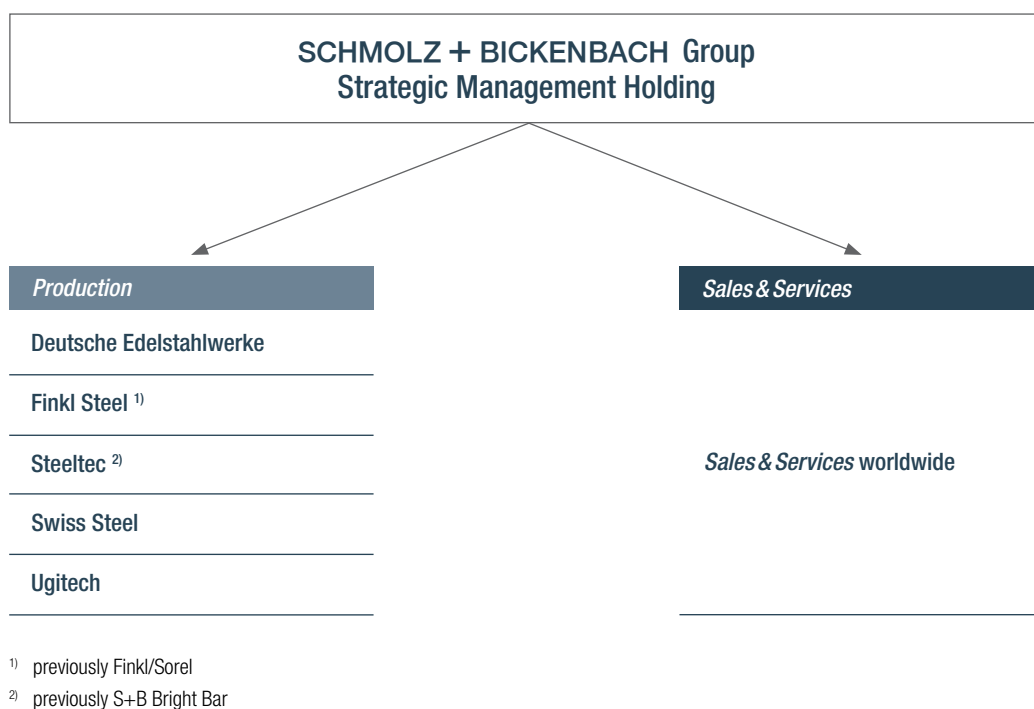 SCHMOLZ + BICKENBACH Group
Strategic Management Holding
Production
Deutsche Edelstahlwerke
Finkl Steel 1)
Steeltec 2)
Swiss Steel
Ugitech
Sales & Services
Sales & Services worldwide
1) previously Finkl/Sorel
2) previously S+B Bright Bar